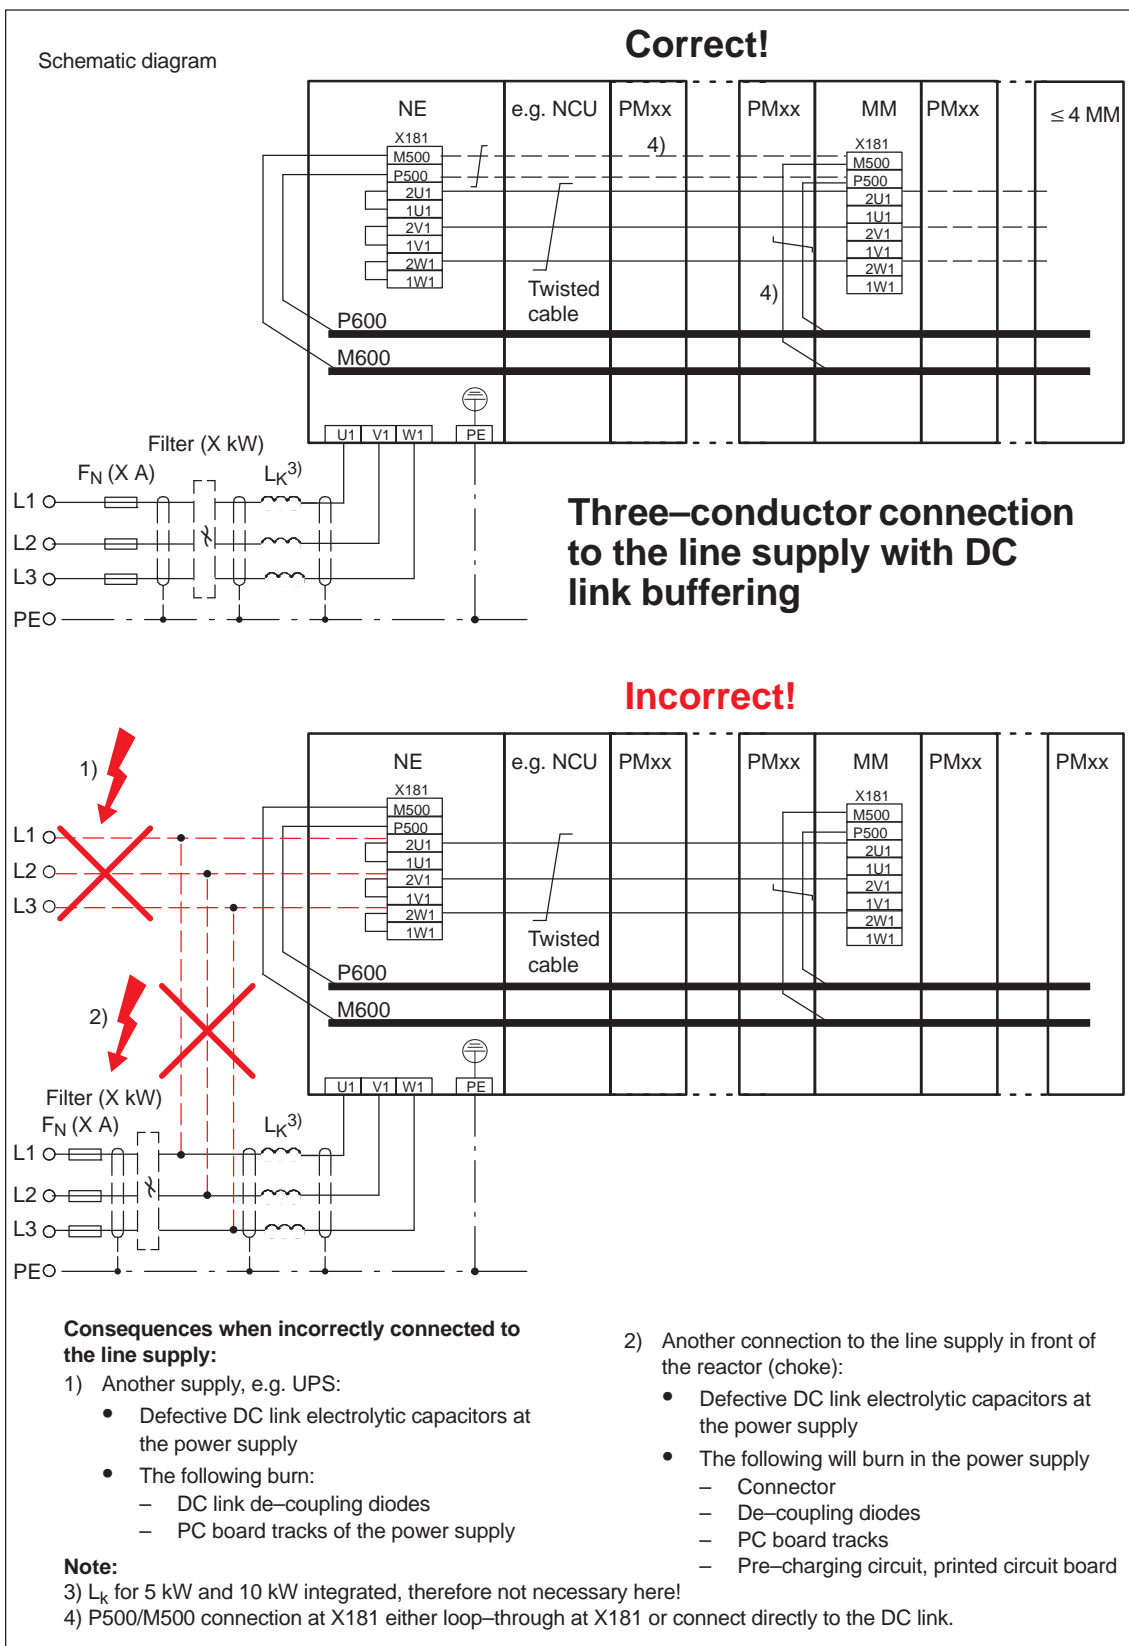 Schematic diagram
Correct!
NE
e.g. NCU
PMxx
PMxx
MM
PMxx
≤ 4 MM
4)
X181
M500
P500
2U1
1U1
2V1
1V1
2W1
1W1
X181
M500
P500
2U1
1U1
2V1
1V1
2W1
1W1
Twisted
cable
4)
P600
M600
U1 V1 W1 PE
Filter (X kW)
FN (X A)
LK3)
L1
L2
L3
PE
Three–conductor connection
to the line supply with DC
link buffering
Incorrect!
NE
e.g. NCU
PMxx
PMxx
MM
PMxx
PMxx
1)
L1
L2
L3
X181
M500
P500
2U1
1U1
2V1
1V1
2W1
1W1
X181
M500
P500
2U1
1U1
2V1
1V1
2W1
1W1
Twisted
cable
P600
M600
2)
U1 V1 W1 PE
Filter (X kW)
FN (X A)
LK3)
L1
L2
L3
PE
Consequences when incorrectly connected to
the line supply:
1) Another supply, e.g. UPS:
• Defective DC link electrolytic capacitors at
the power supply
• The following burn:
– DC link de–coupling diodes
– PC board tracks of the power supply
2) Another connection to the line supply in front of
the reactor (choke):
• Defective DC link electrolytic capacitors at
the power supply
• The following will burn in the power supply
– Connector
– De–coupling diodes
– PC board tracks
– Pre–charging circuit, printed circuit board
Note:
3) Lk for 5 kW and 10 kW integrated, therefore not necessary here!
4) P500/M500 connection at X181 either loop–through at X181 or connect directly to the DC link.